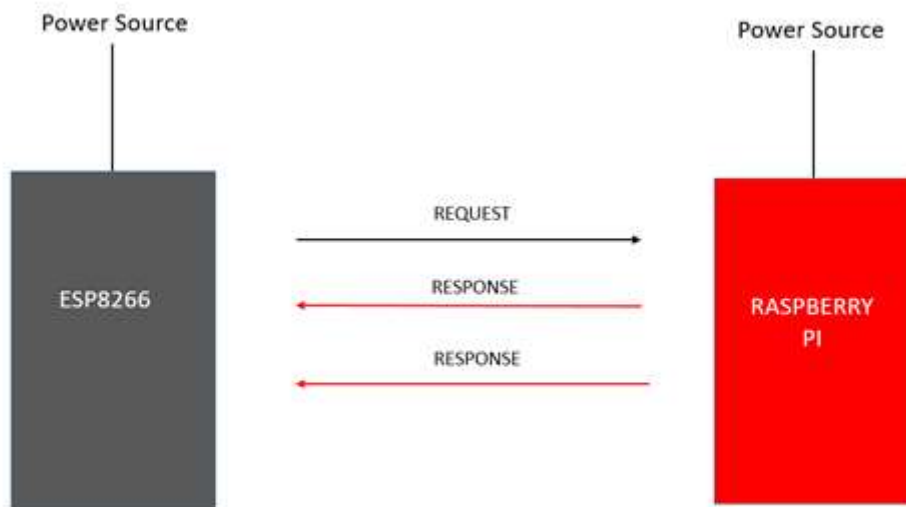 Power Source
Power Source
REQUEST
ESP8266
RESPONSE
RASPBERRY
PI
RESPONSE